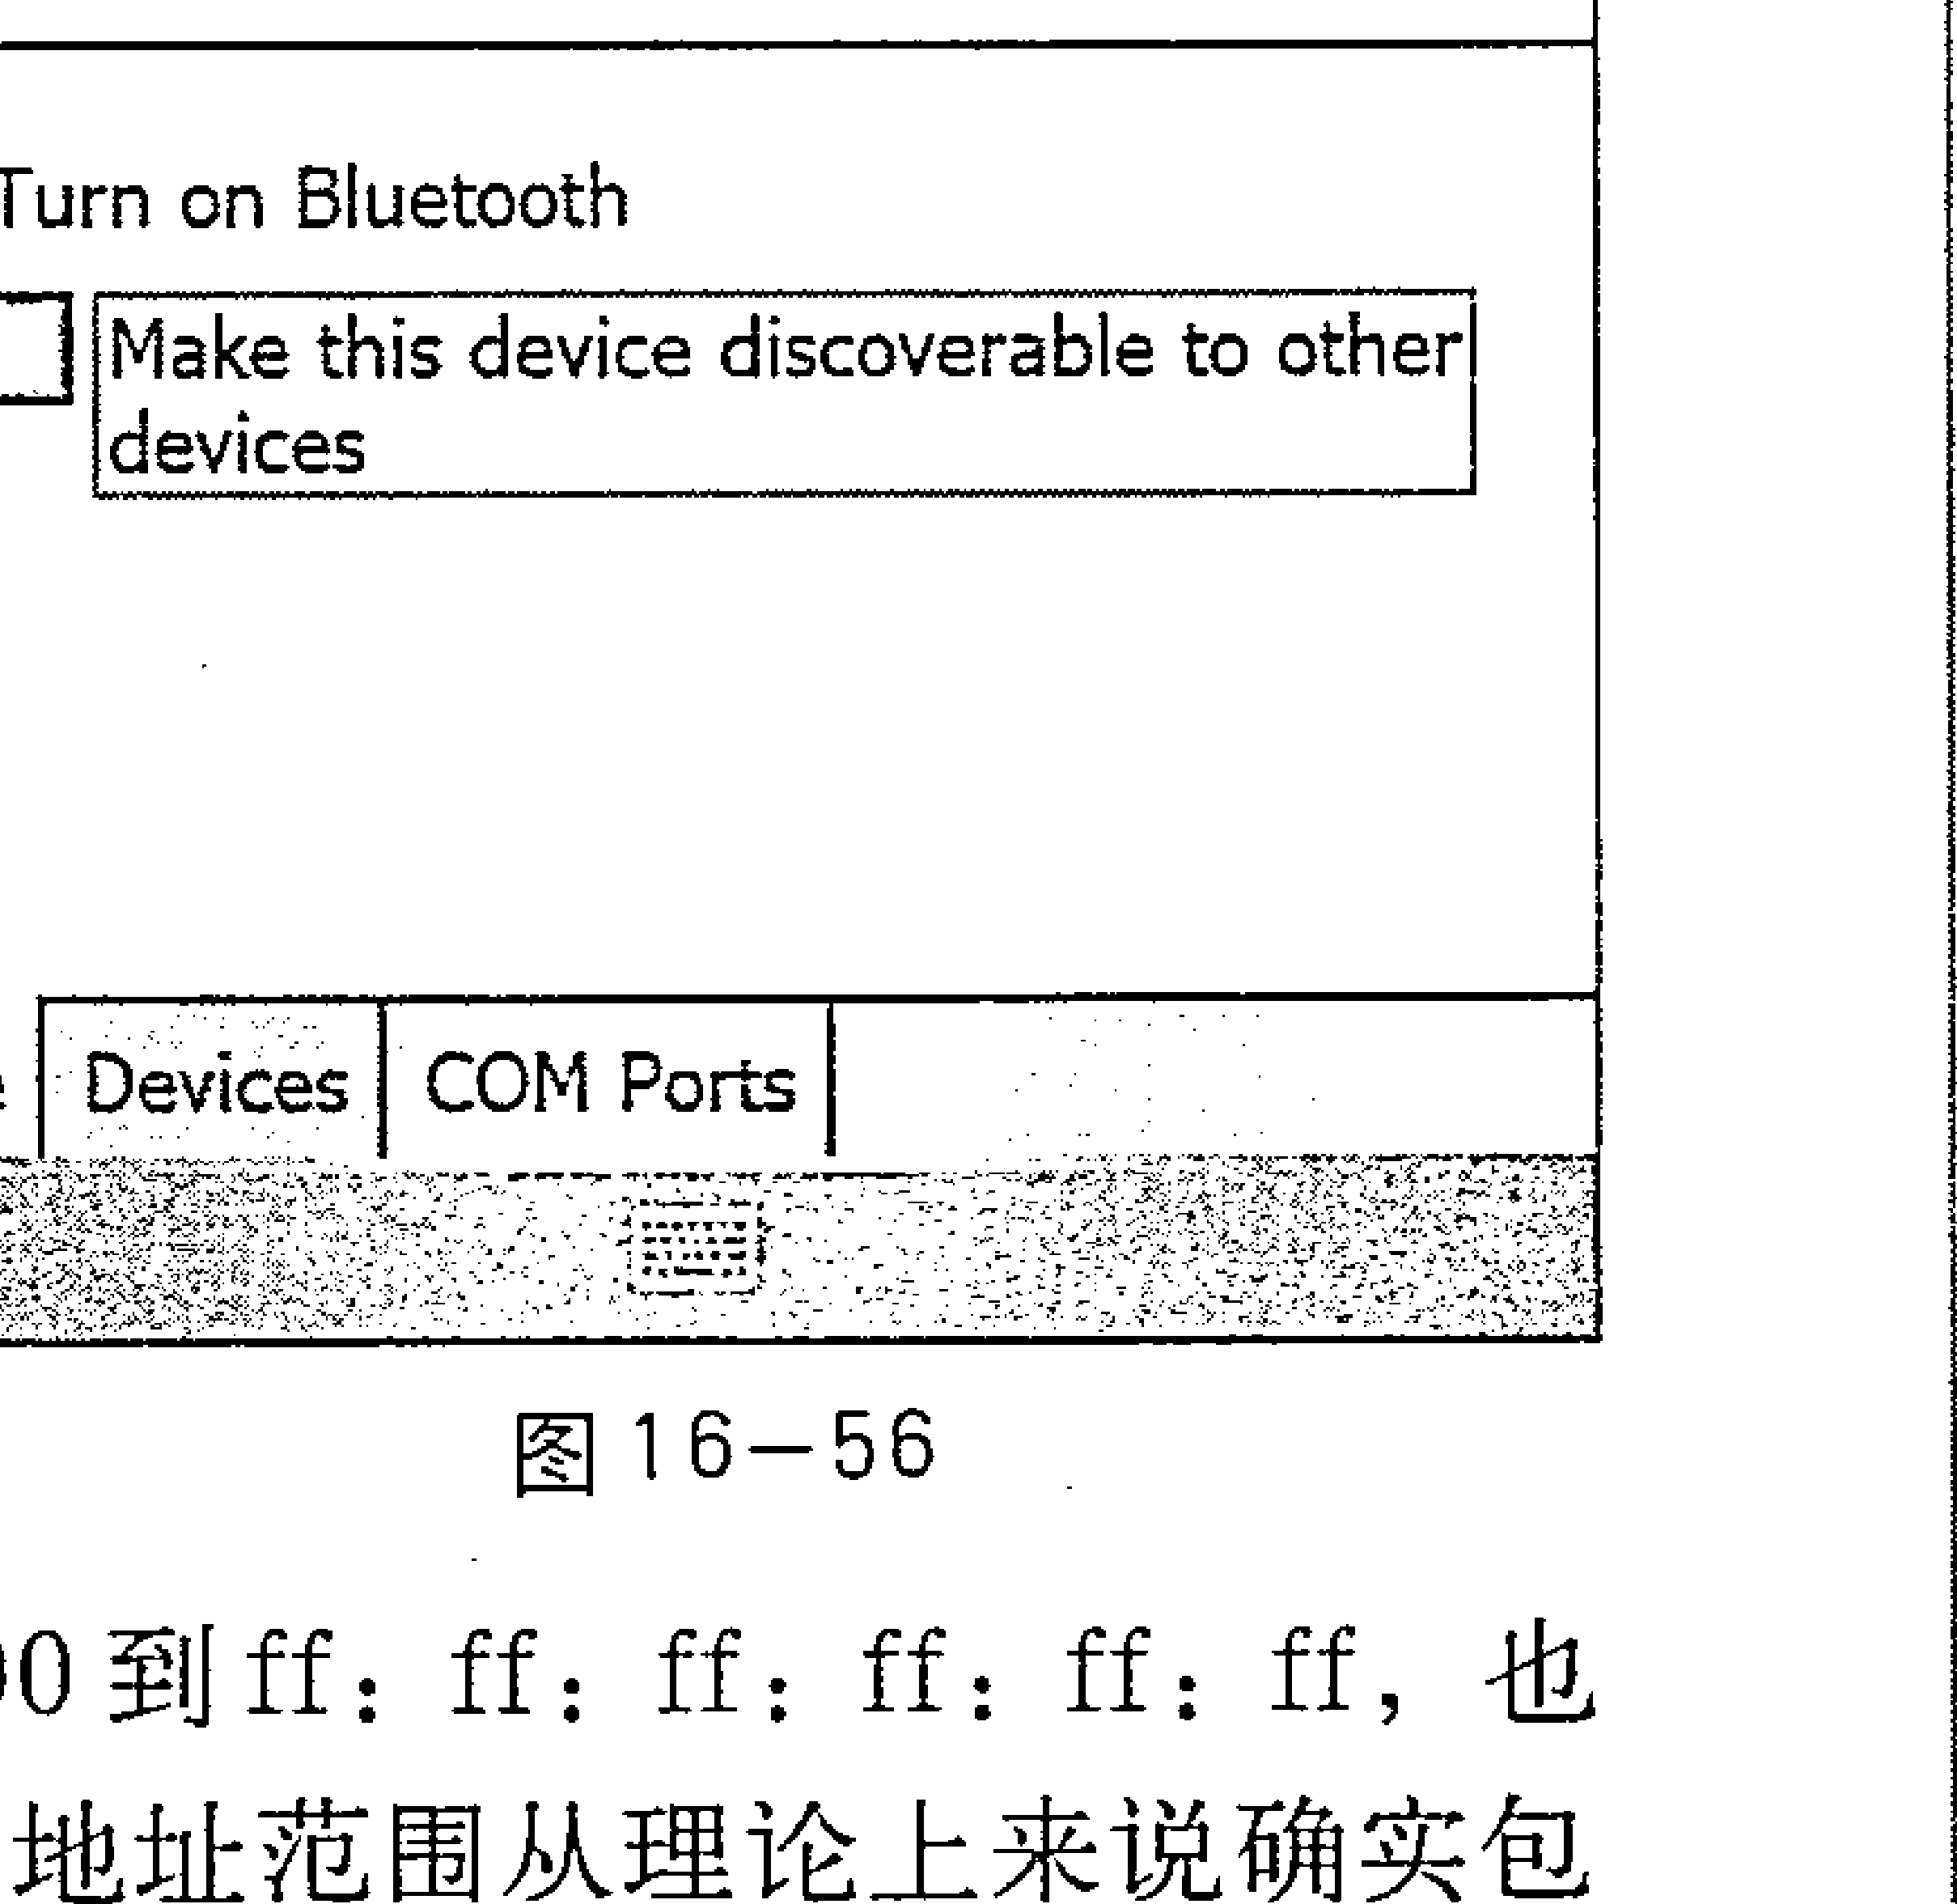 Turn on Bluetooth
Make this device discoverable to other
devices
Devices COM Ports
图 16-56
到 ff: ff: ff: ff: ff: ff, 也
地址范围从理论上来说确实包